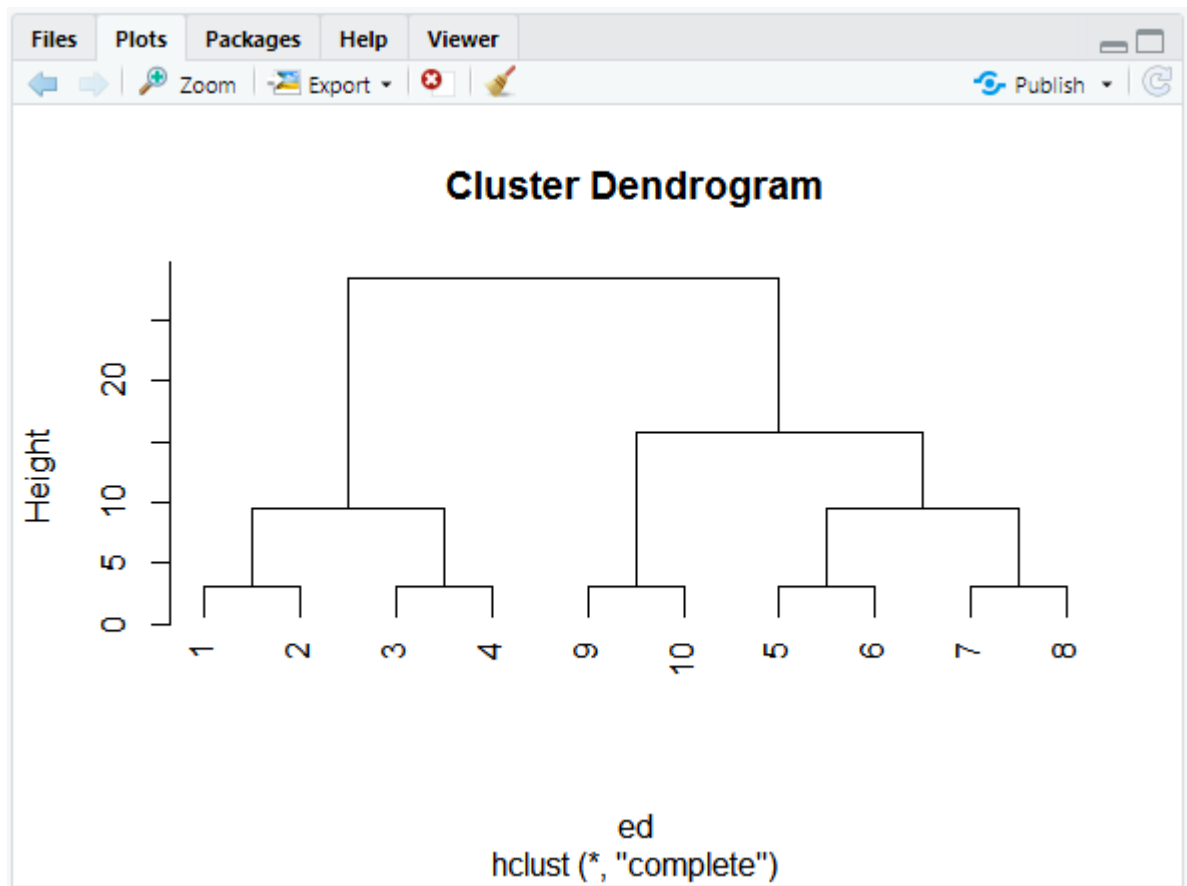 Files Plots Packages Help Viewer
Zoom Export Publish
Cluster Dendrogram
Height
20
10
5
0
1 2 3 4 9 10 5 6 7 8
ed
hclust (*, "complete")